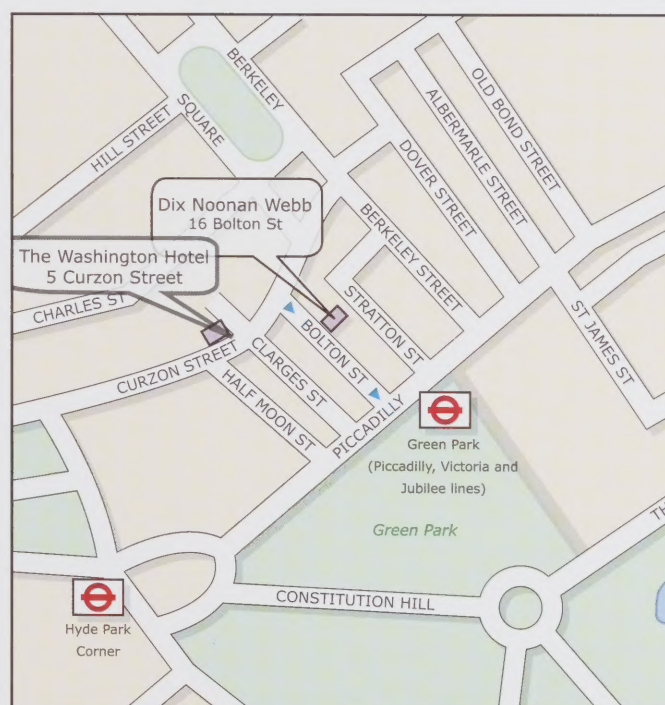 BERKELEY
SQUARE
HILL STREET
OLD BOND STREET
ALBERMARLE STREET
DOVER STREET
Dix Noonan Webb
16 Bolton St
BERKELEY STREET
The Washington Hotel
5 Curzon Street
CHARLES ST
STRATTON ST
ST JAMES ST
BOLTON ST
CURZON STREET
CLARGES ST
HALF MOON ST
PICCADILLY
Green Park
(Piccadilly, Victoria and
Jubilee lines)
Green Park
TH
CONSTITUTION HILL
Hyde Park
Corner